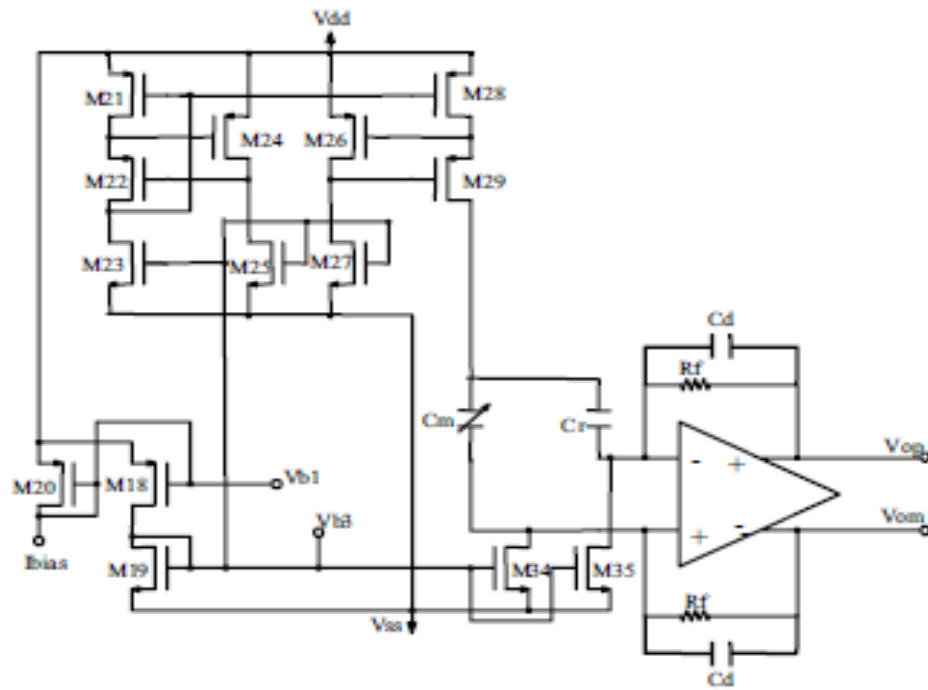 Vdd
M21
M28
M24
M26
M22
M29
M23
M25
M27
Cd
Rf
Cm
Cr
Vop
- +
M20
M18
Vb1
Vom
+ -
Vb3
Ibias
M19
M34
M35
Vss
Rf
Cd